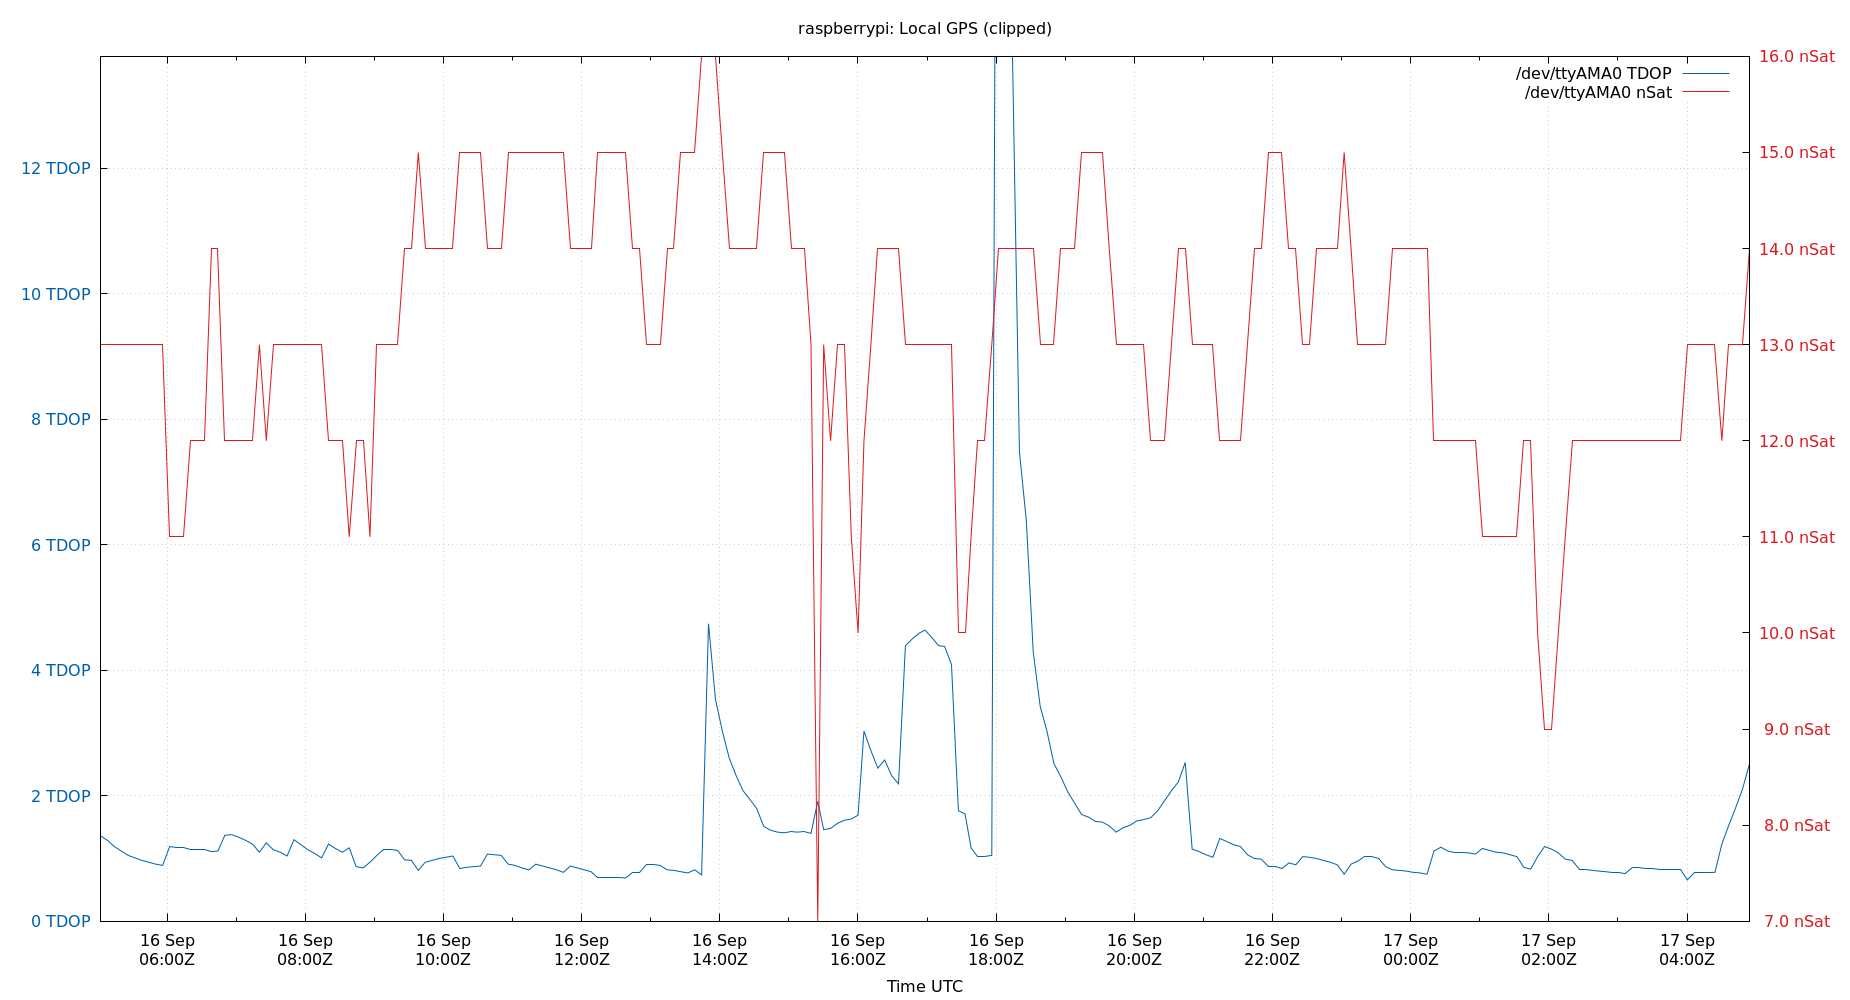 raspberrypi: Local GPS (clipped)
16.0 nSat
/dev/ttyAMA0 TDOP
/dev/ttyAMA0 nSat
15.0 nSat
12 TDOP
14.0 nSat
10 TDOP
13.0 nSat
8 TDOP
12.0 nSat
6 TDOP
11.0 nSat
10.0 nSat
4 TDOP
9.0 nSat
2 TDOP
8.0 nSat
0 TDOP
7.0 nSat
16 Sep 16 Sep 16 Sep 16 Sep 16 Sep 16 Sep 16 Sep 16 Sep 16 Sep 17 Sep 17 Sep 17 Sep
06:00Z 08:00Z 10:00Z 12:00Z 14:00Z 16:00Z 18:00Z 20:00Z 22:00Z 00:00Z 02:00Z 04:00Z
Time UTC